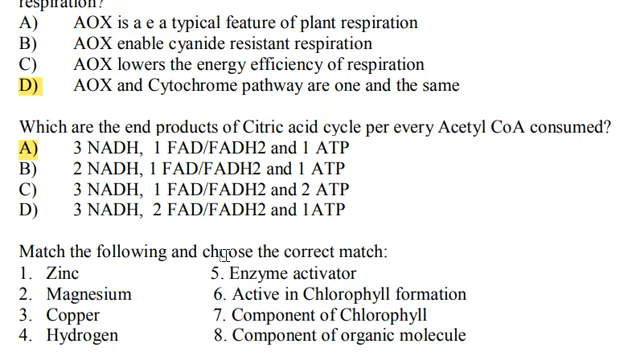 respiration?
A) AOX is a e a typical feature of plant respiration
B) AOX enable cyanide resistant respiration
C) AOX lowers the energy efficiency of respiration
D) AOX and Cytochrome pathway are one and the same
Which are the end products of Citric acid cycle per every Acetyl CoA consumed?
A) 3 NADH, 1 FAD/FADH2 and 1 ATP
B) 2 NADH, 1 FAD/FADH2 and 1 ATP
C) 3 NADH, 1 FAD/FADH2 and 2 ATP
D) 3 NADH, 2 FAD/FADH2 and 1ATP
Match the following and choose the correct match:
1. Zinc 5. Enzyme activator
2. Magnesium 6. Active in Chlorophyll formation
3. Copper 7. Component of Chlorophyll
4. Hydrogen 8. Component of organic molecule